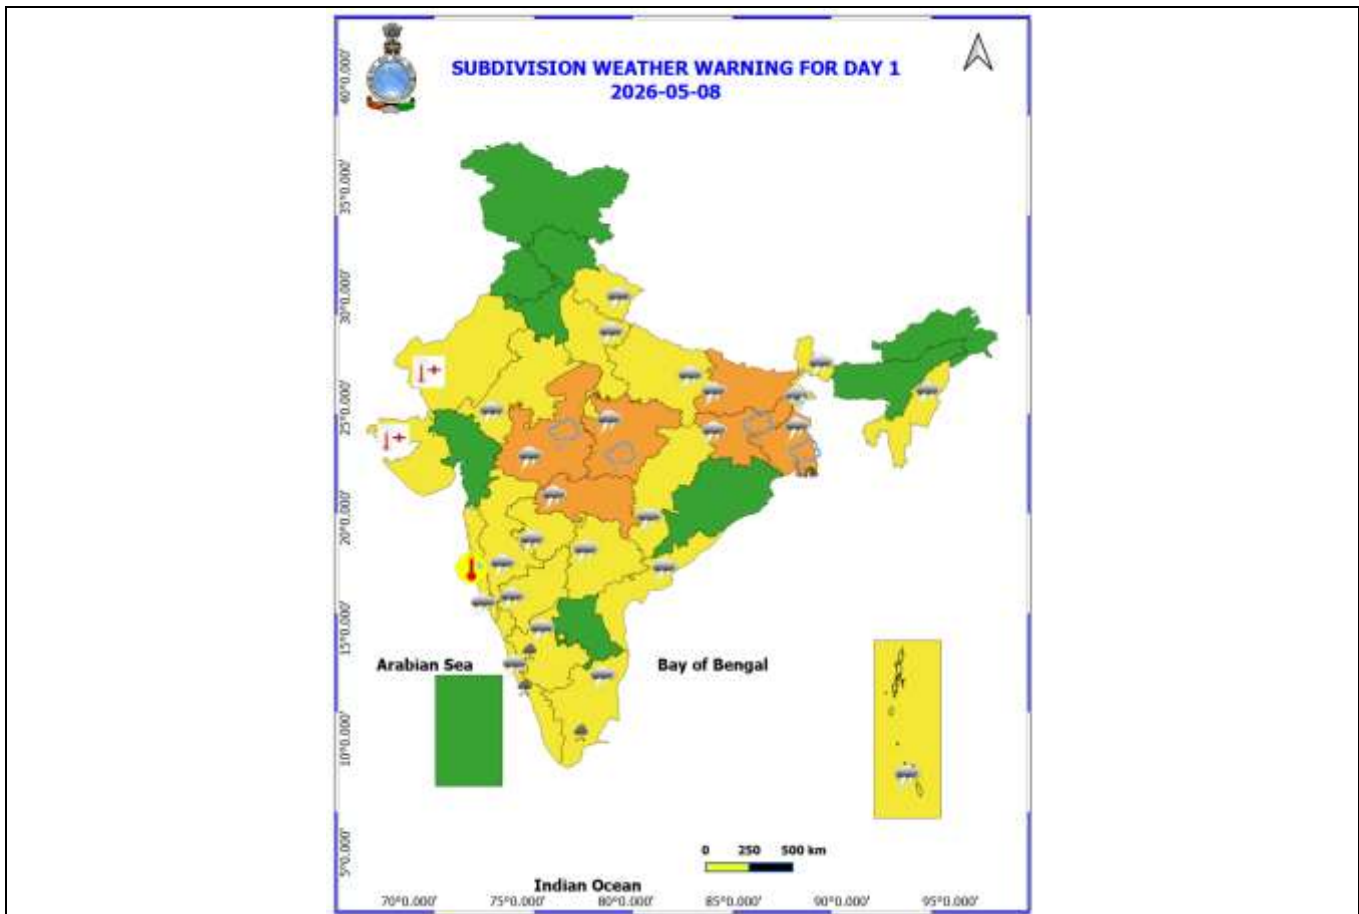 SUBDIVISION WEATHER WARNING FOR DAY 1
2026-05-08
40°0.000'
35°0.000'
30°0.000'
25°0.000'
20°0.000'
15°0.000'
10°0.000'
5°0.000'
Arabian Sea
Bay of Bengal
0 250 500 km
Indian Ocean
70°0.000' 75°0.000' 80°0.000' 85°0.000' 90°0.000' 95°0.000'